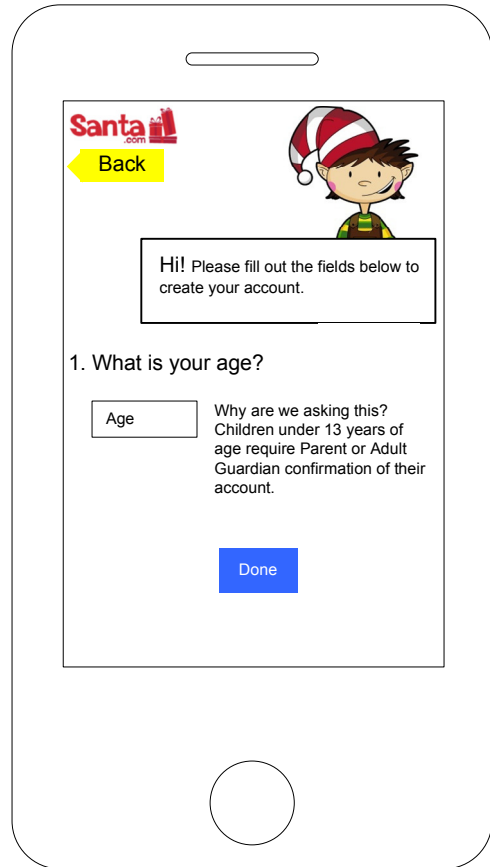 Santa
.com
Back
Hi! Please fill out the fields below to
create your account.
1. What is your age?
Age
Why are we asking this?
Children under 13 years of
age require Parent or Adult
Guardian confirmation of their
account.
Done